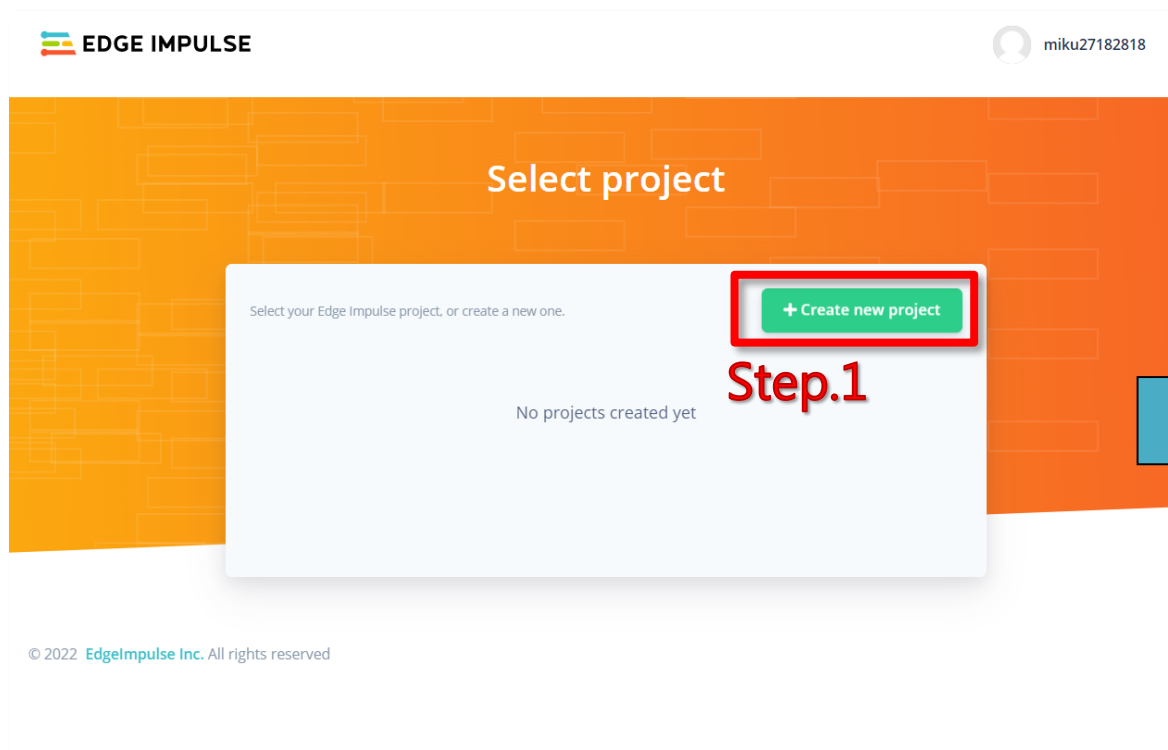 EDGE IMPULSE
miku27182818
Select project
Select your Edge Impulse project, or create a new one.
+ Create new project
Step.1
No projects created yet
© 2022 EdgeImpulse Inc. All rights reserved